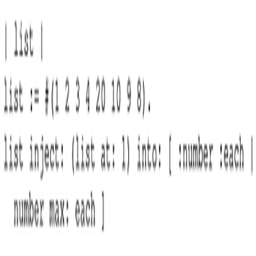 | list |
list := #(1 2 3 4 20 10 9 8).
list inject: (list at: 1) into: [ :number :each |
number max: each ]